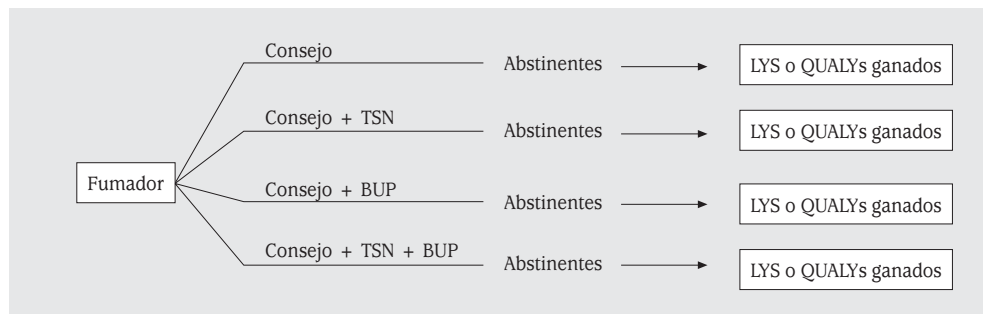 Consejo
Abstinentes
LYS o QUALYs ganados
Consejo + TSN
Abstinentes
LYS o QUALYs ganados
Fumador
Consejo + BUP
Abstinentes
LYS o QUALYs ganados
Consejo + TSN + BUP
Abstinentes
LYS o QUALYs ganados